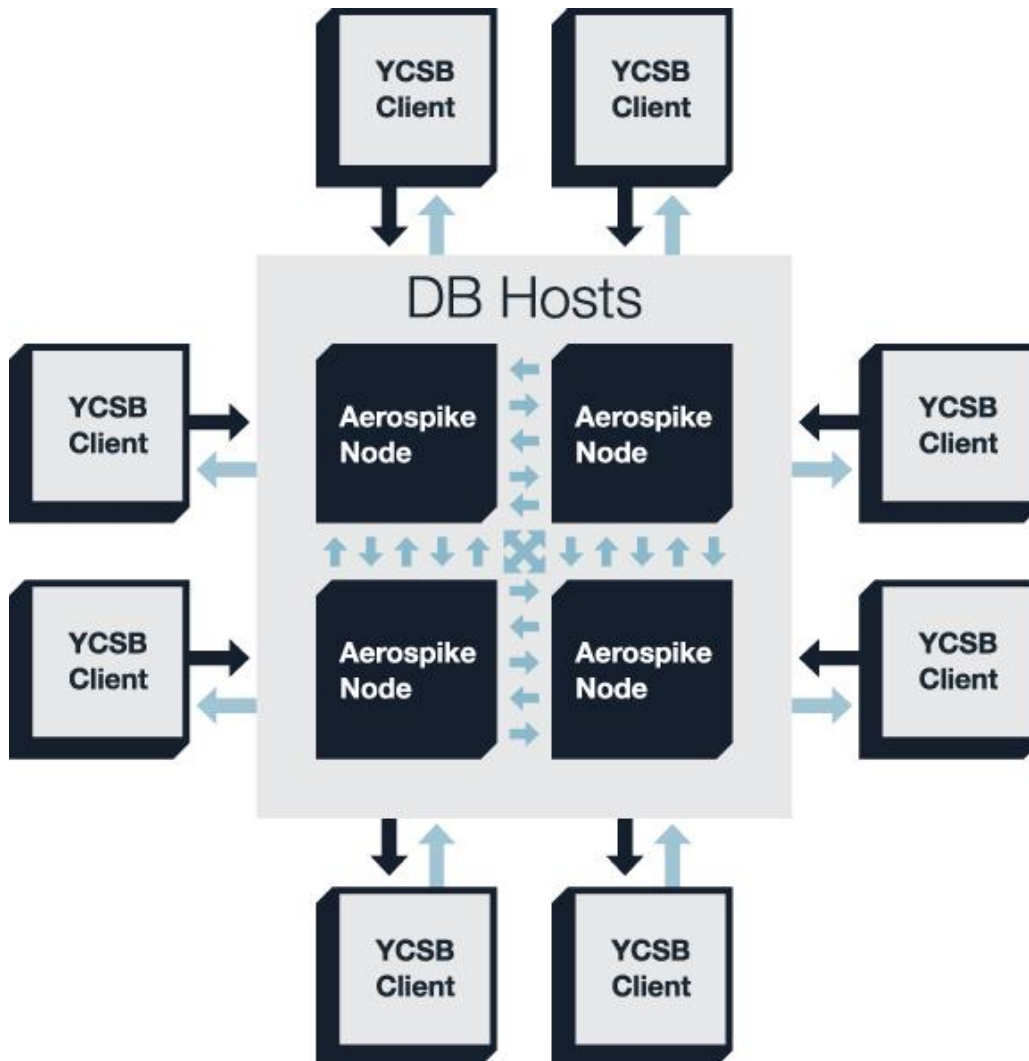 YCSB
Client
YCSB
Client
DB Hosts
YCSB
Client
Aerospike
Node
Aerospike
Node
YCSB
Client
YCSB
Client
Aerospike
Node
Aerospike
Node
YCSB
Client
YCSB
Client
YCSB
Client